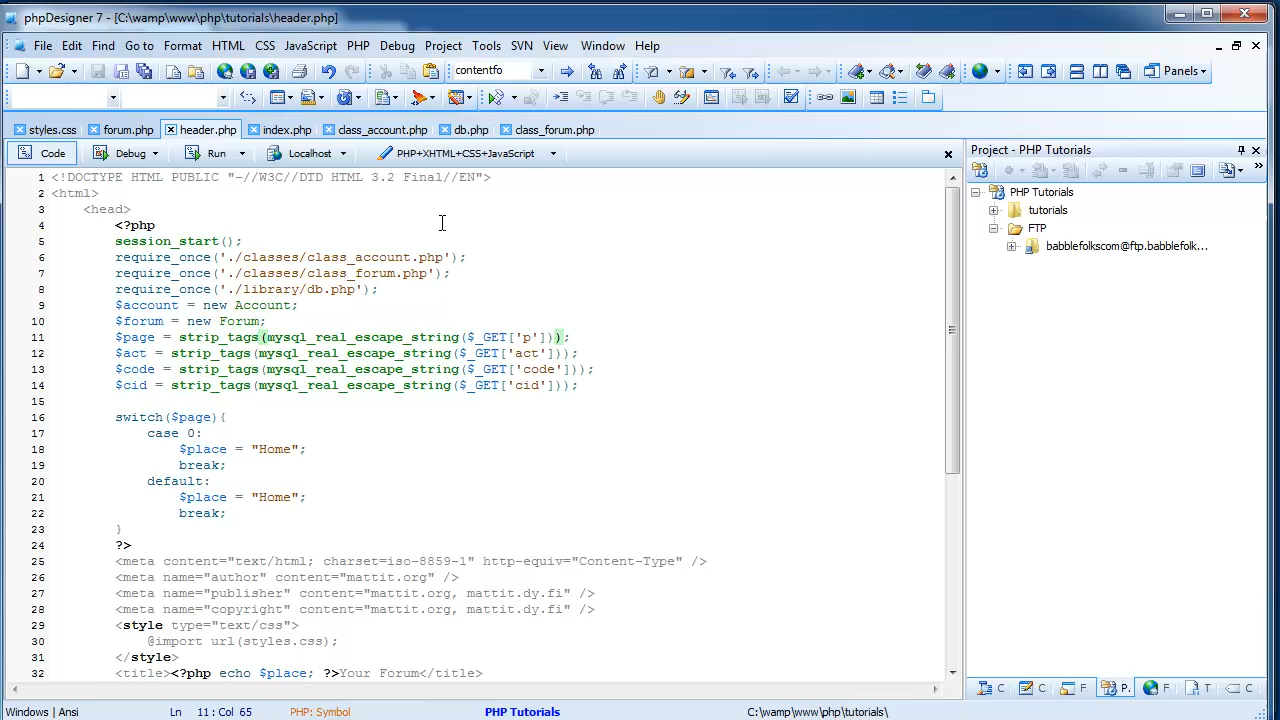 phpDesigner 7 - [C:\wamp\www\php\tutorials\header.php]
File Edit Find Go to Format HTML CSS JavaScript PHP Debug Project Tools SVN View Window Help
contentfo
Panels
styles.css forum.php header.php index.php class_account.php db.php class_forum.php
Code Debug Run Localhost PHP+XHTML+CSS+JavaScript
Project - PHP Tutorials
PHP Tutorials
tutorials
FTP
babblefolkscom@ftp.babblefolk...
1 <!DOCTYPE HTML PUBLIC "-//W3C//DTD HTML 3.2 Final//EN">
2 <html>
3 <head>
4 <?php
5 session_start();
6 require_once('./classes/class_account.php');
7 require_once('./classes/class_forum.php');
8 require_once('./library/db.php');
9 $account = new Account;
10 $forum = new Forum;
11 $page = strip_tags(mysql_real_escape_string($_GET['p']));
12 $act = strip_tags(mysql_real_escape_string($_GET['act']));
13 $code = strip_tags(mysql_real_escape_string($_GET['code']));
14 $cid = strip_tags(mysql_real_escape_string($_GET['cid']));
15
16 switch($page){
17 case 0:
18 $place = "Home";
19 break;
20 default:
21 $place = "Home";
22 break;
23 }
24 ?>
25 <meta content="text/html; charset=iso-8859-1" http-equiv="Content-Type" />
26 <meta name="author" content="mattit.org" />
27 <meta name="publisher" content="mattit.org, mattit.dy.fi" />
28 <meta name="copyright" content="mattit.org, mattit.dy.fi" />
29 <style type="text/css">
30 @import url(styles.css);
31 </style>
32 <title><?php echo $place; ?>Your Forum</title>
C C F P. F T C
Windows | Ansi Ln 11 : Col 65 PHP: Symbol PHP Tutorials C:\wamp\www\php\tutorials\